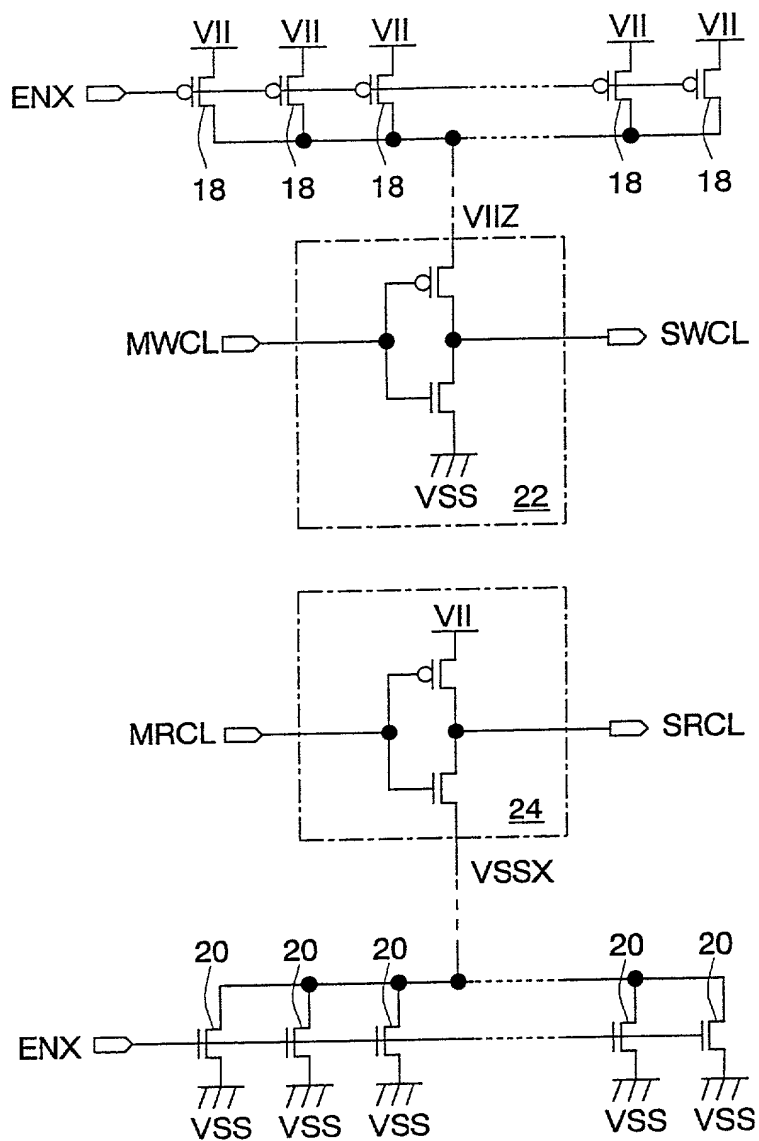 VII VII VII VII VII
ENX
18 18 18 18 18
VIIZ
MWCL SWCL
VSS 22
VII
MRCL SRCL
24
VSSX
20 20 20 20 20
ENX
VSS VSS VSS VSS VSS